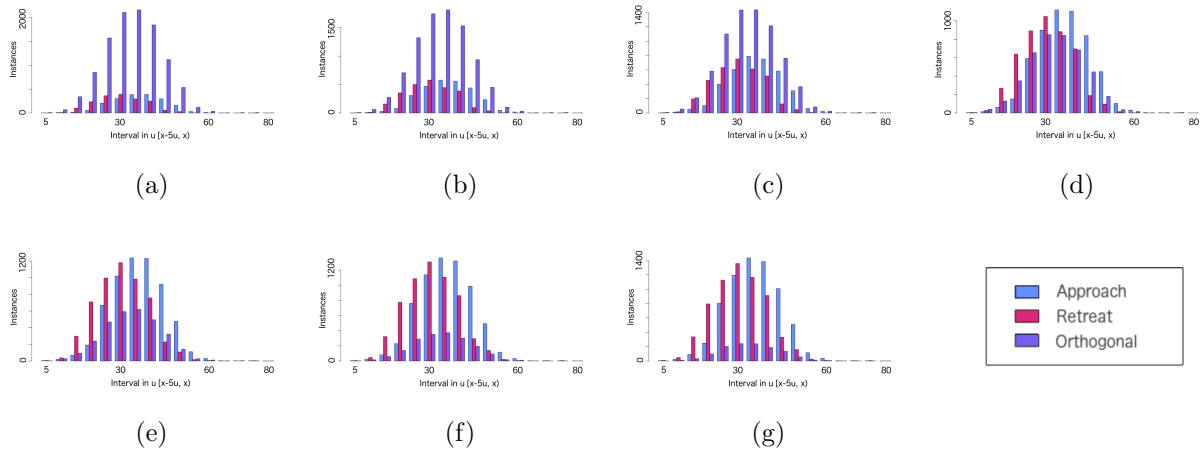 2000
Instances
0
5
30
60
80
Interval in u [x-5u, x)
(a)
1500
Instances
0
5
30
60
80
Interval in u [x-5u, x)
(b)
1400
Instances
0
5
30
60
80
Interval in u [x-5u, x)
(c)
1000
Instances
0
5
30
60
80
Interval in u [x-5u, x)
(d)
1200
Instances
0
5
30
60
80
Interval in u [x-5u, x)
(e)
1200
Instances
0
5
30
60
80
Interval in u [x-5u, x)
(f)
1400
Instances
0
5
30
60
80
Interval in u [x-5u, x)
(g)
Approach
Retreat
Orthogonal